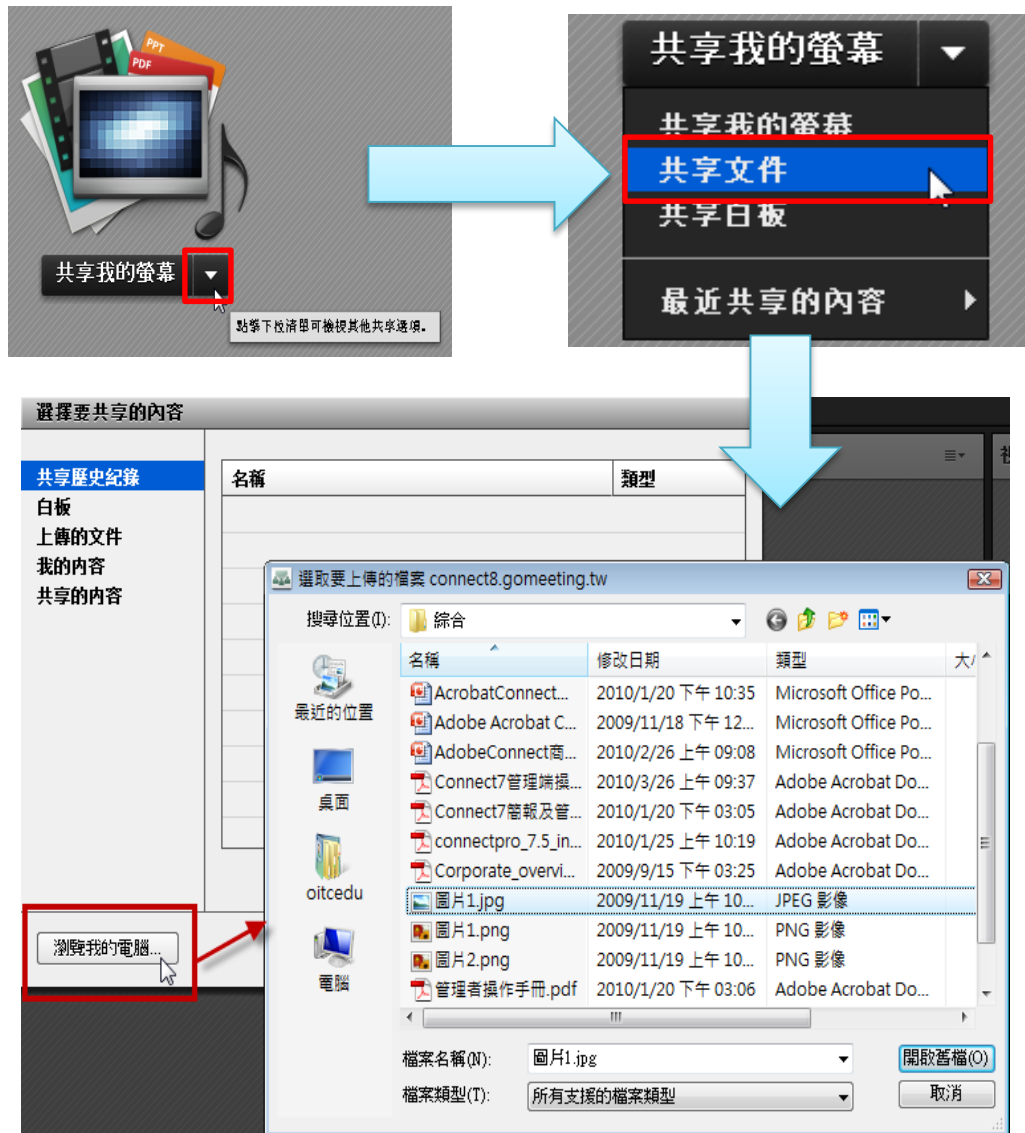 PPT
PDF
共享我的螢幕
點擊下拉清單可檢視其他共享選項。
共享我的螢幕
共享我的螢幕
共享文件
共享白板
最近共享的內容
選擇要共享的內容
共享歷史紀錄
白板
上傳的文件
我的內容
共享的內容
名稱 類型
瀏覽我的電腦...
選取要上傳的檔案 connect8.gomeeting.tw
搜尋位置(I): 綜合
最近的位置
桌面
oitcedu
電腦
名稱 修改日期 類型 大
AcrobatConnect... 2010/1/20 下午 10:35 Microsoft Office Po...
Adobe Acrobat C... 2009/11/18 下午 12... Microsoft Office Po...
AdobeConnect商... 2010/2/26 上午 09:08 Microsoft Office Po...
Connect7管理端操... 2010/3/26 上午 09:37 Adobe Acrobat Do...
Connect7簡報及管... 2010/1/20 下午 03:05 Adobe Acrobat Do...
connectpro_7.5_in... 2010/1/25 上午 10:19 Adobe Acrobat Do...
Corporate_overvi... 2009/9/15 下午 03:25 Adobe Acrobat Do...
圖片1.jpg 2009/11/19 上午 10... JPEG 影像
圖片1.png 2009/11/19 上午 10... PNG 影像
圖片2.png 2009/11/19 上午 10... PNG 影像
管理者操作手冊.pdf 2010/1/20 下午 03:06 Adobe Acrobat Do...
檔案名稱(N): 圖片1.jpg 開啟舊檔(O)
檔案類型(T): 所有支援的檔案類型 取消